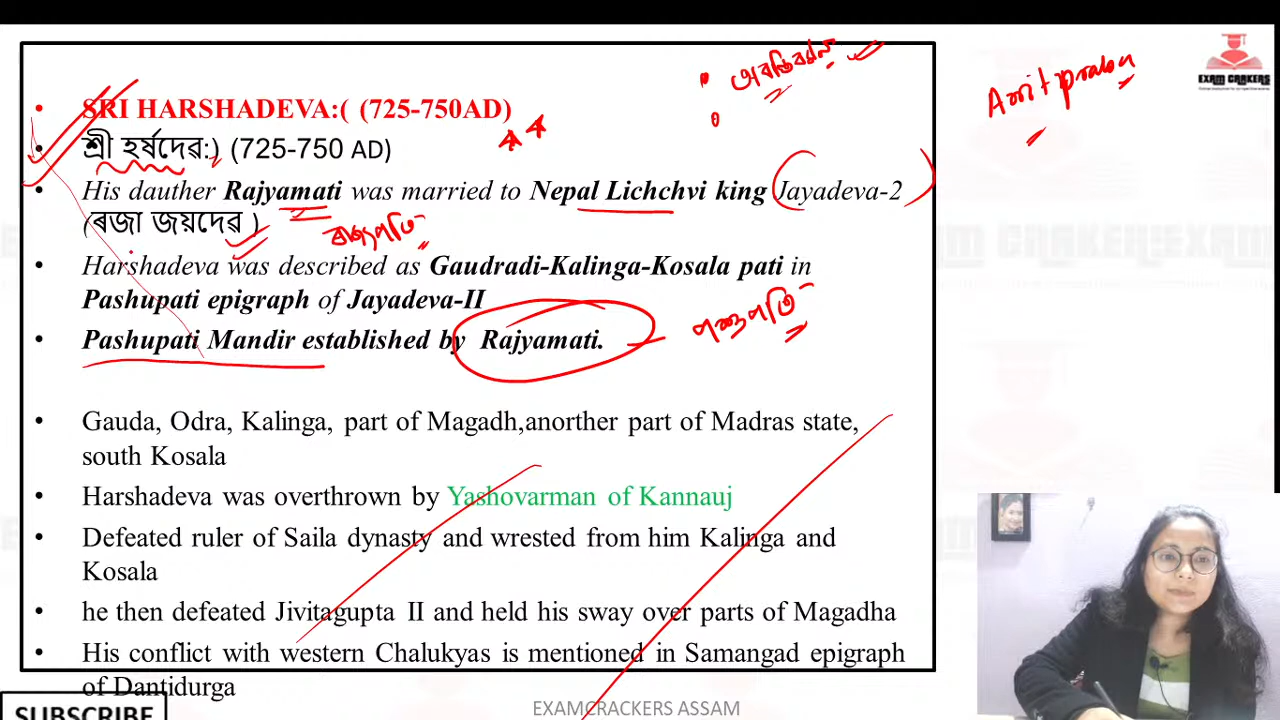 SRI HARSHADEVA:( (725-750AD)
শ্ৰী হৰ্ষদেৱ:) (725-750 AD)
His dauther Rajyamati was married to Nepal Lichchvi king Jayadeva-2
(ৰজা জয়দেৱ )
Harshadeva was described as Gaudradi-Kalinga-Kosala pati in
Pashupati epigraph of Jayadeva-II
Pashupati Mandir established by Rajyamati.
Gauda, Odra, Kalinga, part of Magadh,anorther part of Madras state,
south Kosala
Harshadeva was overthrown by Yashovarman of Kannauj
Defeated ruler of Saila dynasty and wrested from him Kalinga and
Kosala
he then defeated Jivitagupta II and held his sway over parts of Magadha
His conflict with western Chalukyas is mentioned in Samangad epigraph
of Dantidurga
Amritprabha
EXAM CRAKERS
SUBSCRIBE
EXAMCRACKERS ASSAM